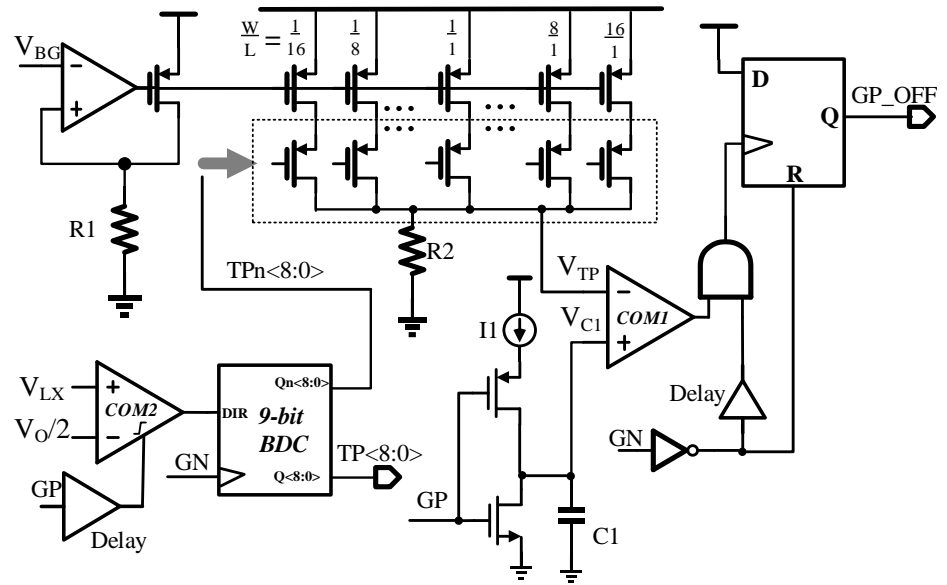 W/L = 1/16 1/8 1/1 8/1 16/1
V_BG
−
+
R1
R2
TPn<8:0>
D
Q
R
GP_OFF
V_TP
V_C1
−
+
COM1
I1
Delay
GN
V_LX
V_O/2
+
−
COM2
DIR
Qn<8:0>
9-bit
BDC
Q<8:0>
GN
TP<8:0>
GP
Delay
GP
C1